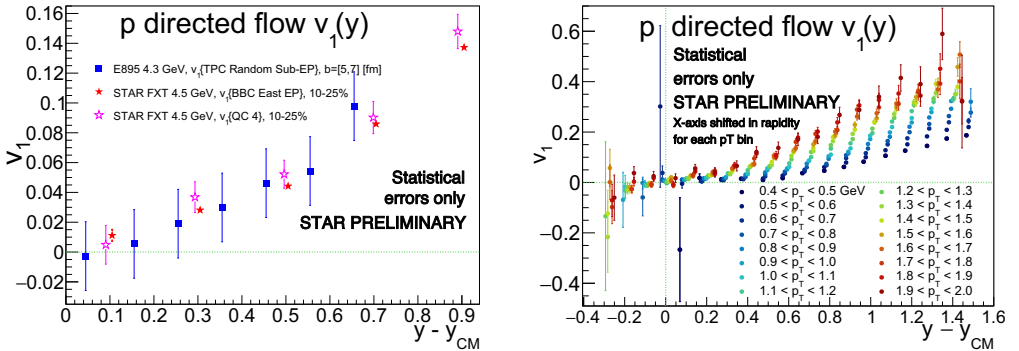 p directed flow v1(y)
E895 4.3 GeV, v1{TPC Random Sub-EP}, b=[5,7] [fm]
STAR FXT 4.5 GeV, v1{BBC East EP}, 10-25%
STAR FXT 4.5 GeV, v1{QC 4}, 10-25%
Statistical
errors only
STAR PRELIMINARY
v1
0.16
0.14
0.12
0.1
0.08
0.06
0.04
0.02
0
−0.02
0 0.1 0.2 0.3 0.4 0.5 0.6 0.7 0.8 0.9
y - yCM
p directed flow v1(y)
Statistical
errors only
STAR PRELIMINARY
X-axis shifted in rapidity
for each pT bin
v1
0.6
0.4
0.2
0
−0.2
−0.4
0.4 < pT < 0.5 GeV
0.5 < pT < 0.6
0.6 < pT < 0.7
0.7 < pT < 0.8
0.8 < pT < 0.9
0.9 < pT < 1.0
1.0 < pT < 1.1
1.1 < pT < 1.2
1.2 < pT < 1.3
1.3 < pT < 1.4
1.4 < pT < 1.5
1.5 < pT < 1.6
1.6 < pT < 1.7
1.7 < pT < 1.8
1.8 < pT < 1.9
1.9 < pT < 2.0
−0.4 −0.2 0 0.2 0.4 0.6 0.8 1 1.2 1.4 1.6
y − yCM